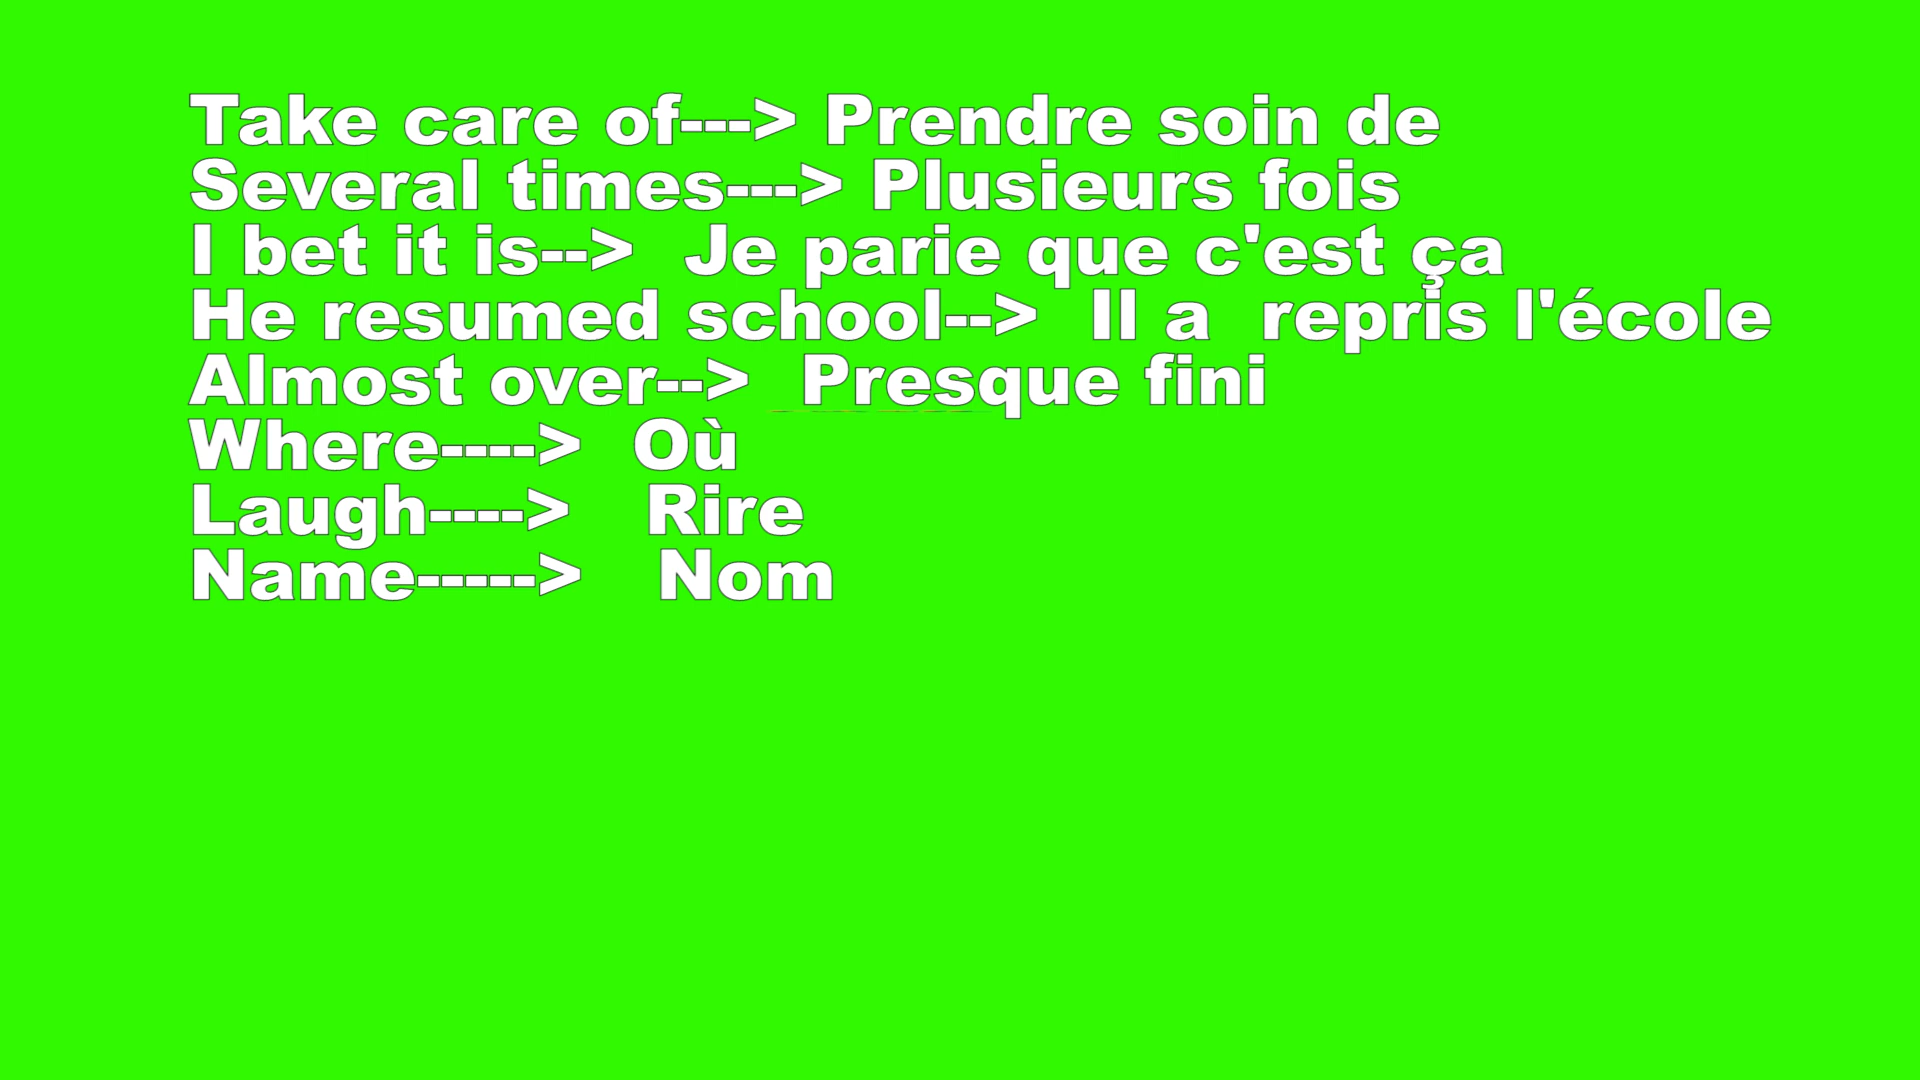 Take care of---> Prendre soin de
Several times---> Plusieurs fois
I bet it is-->  Je parie que c'est ça
He resumed school-->  Il a  repris l'école
Almost over-->  Presque fini
Where---->  Où
Laugh---->   Rire
Name----->   Nom